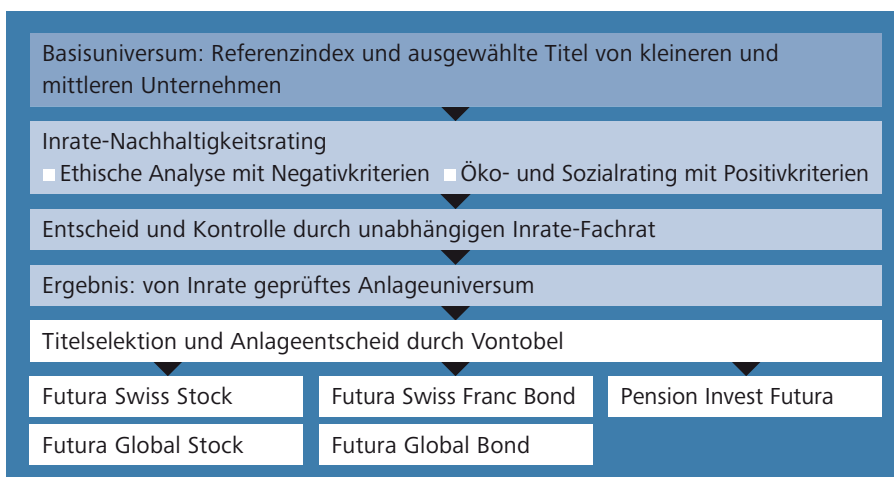 Basisuniversum: Referenzindex und ausgewählte Titel von kleineren und
mittleren Unternehmen
Inrate-Nachhaltigkeitsrating
Ethische Analyse mit Negativkriterien Öko- und Sozialrating mit Positivkriterien
Entscheid und Kontrolle durch unabhängigen Inrate-Fachrat
Ergebnis: von Inrate geprüftes Anlageuniversum
Titelselektion und Anlageentscheid durch Vontobel
Futura Swiss Stock Futura Swiss Franc Bond Pension Invest Futura
Futura Global Stock Futura Global Bond